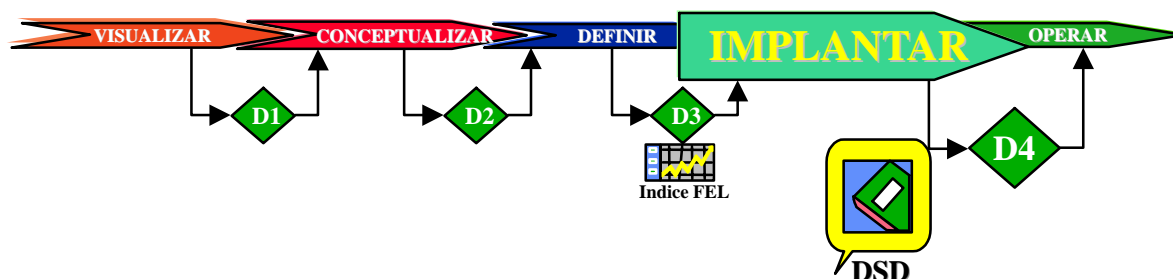 VISUALIZAR
CONCEPTUALIZAR
DEFINIR
IMPLANTAR
OPERAR
D1
D2
D3
D4
Indice FEL
DSD